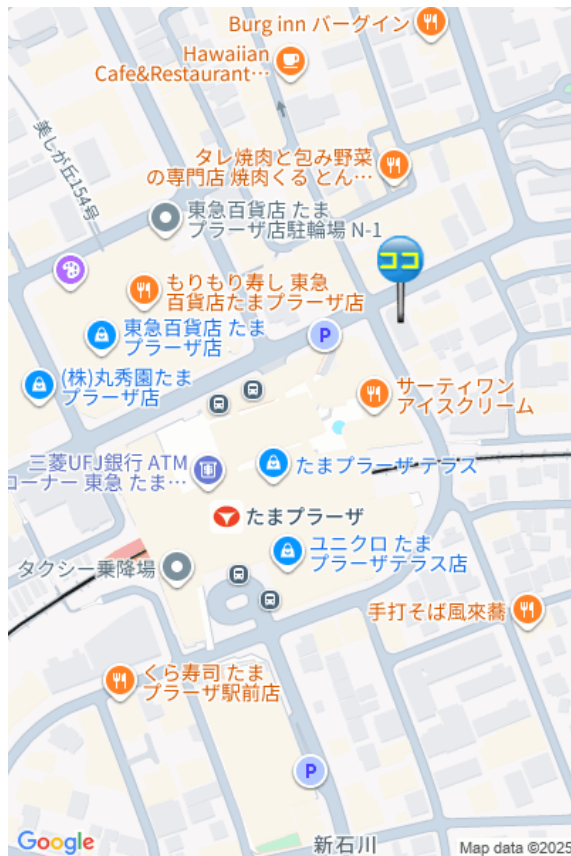 Burg inn バーグイン
Hawaiian
Cafe&Restaurant…
美しが丘154号
タレ焼肉と包み野菜
の専門店 焼肉くる とん…
東急百貨店 たま
プラーザ店駐輪場 N-1
ココ
もりもり寿し 東急
百貨店たまプラーザ店
東急百貨店 たま
プラーザ店
P
(株)丸秀園たま
プラーザ店
サーティワン
アイスクリーム
三菱UFJ銀行 ATM
コーナー 東急 たま…
たまプラーザ テラス
たまプラーザ
ユニクロ たま
プラーザテラス店
タクシー乗降場
手打そば風來蕎
くら寿司 たま
プラーザ駅前店
P
新石川
Google
Map data ©2025